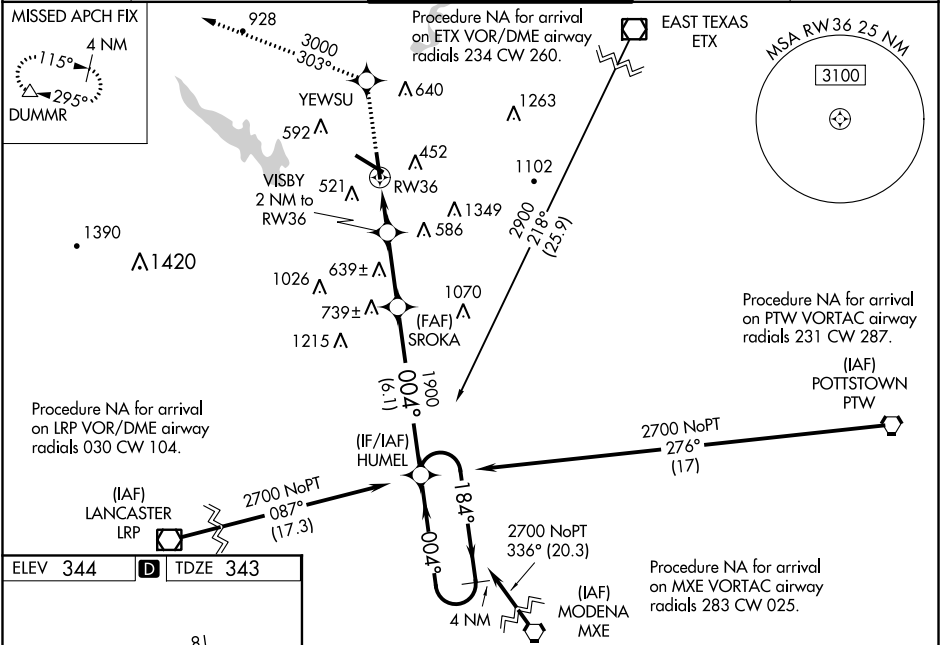 MISSED APCH FIX
4 NM
115°
295°
DUMMR
928
3000
303°
YEWSU
640
592
452
521
RW36
VISBY
2 NM to
RW36
586
1349
1263
1102
Procedure NA for arrival
on ETX VOR/DME airway
radials 234 CW 260.
EAST TEXAS
ETX
MSA RW 36 25 NM
3100
2900
218°
(25.9)
1390
1420
1026
639±
739±
1070
1215
(FAF)
SROKA
1900
004°
(6.1)
Procedure NA for arrival
on PTW VORTAC airway
radials 231 CW 287.
(IAF)
POTTSTOWN
PTW
2700 NoPT
276°
(17)
Procedure NA for arrival
on LRP VOR/DME airway
radials 030 CW 104.
(IF/IAF)
HUMEL
(IAF)
LANCASTER
LRP
2700 NoPT
087°
(17.3)
184°
004°
4 NM
2700 NoPT
336° (20.3)
(IAF)
MODENA
MXE
Procedure NA for arrival
on MXE VORTAC airway
radials 283 CW 025.
ELEV 344 D TDZE 343